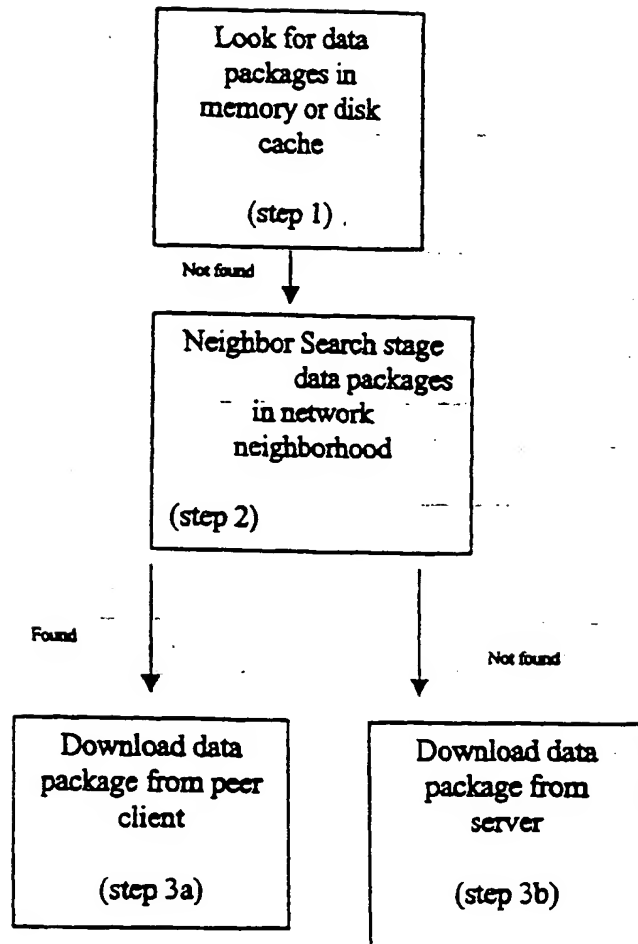 Look for data
packages in
memory or disk
cache
(step 1)
Not found
Neighbor Search stage
data packages
in network
neighborhood
(step 2)
Found
Not found
Download data
package from peer
client
(step 3a)
Download data
package from
server
(step 3b)